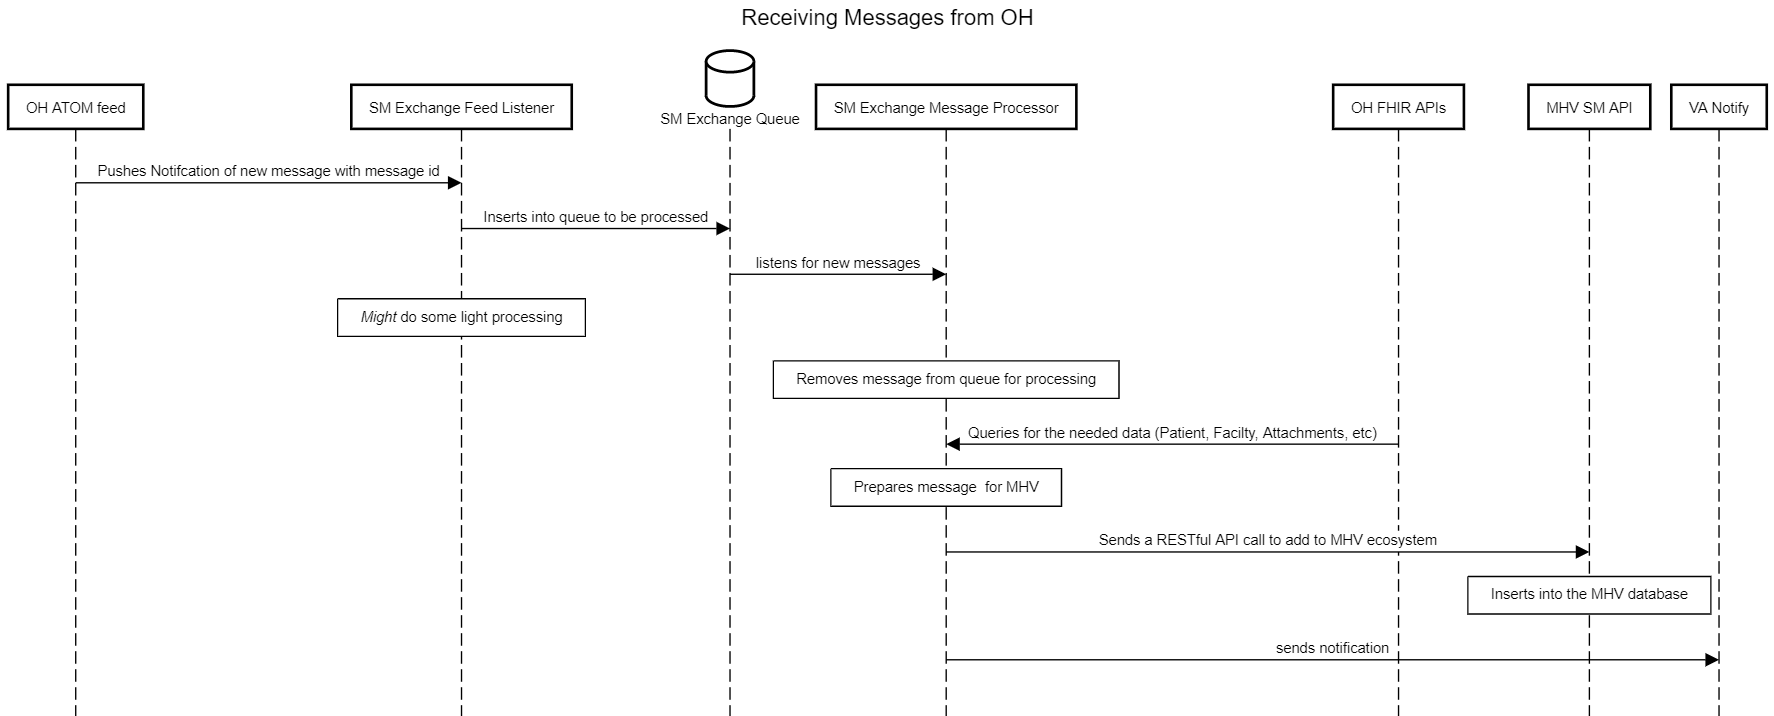 Receiving Messages from OH
OH ATOM feed
SM Exchange Feed Listener
SM Exchange Queue
SM Exchange Message Processor
OH FHIR APIs
MHV SM API
VA Notify
Pushes Notifcation of new message with message id
Inserts into queue to be processed
listens for new messages
Might do some light processing
Removes message from queue for processing
Queries for the needed data (Patient, Facilty, Attachments, etc)
Prepares message  for MHV
Sends a RESTful API call to add to MHV ecosystem
Inserts into the MHV database
sends notification